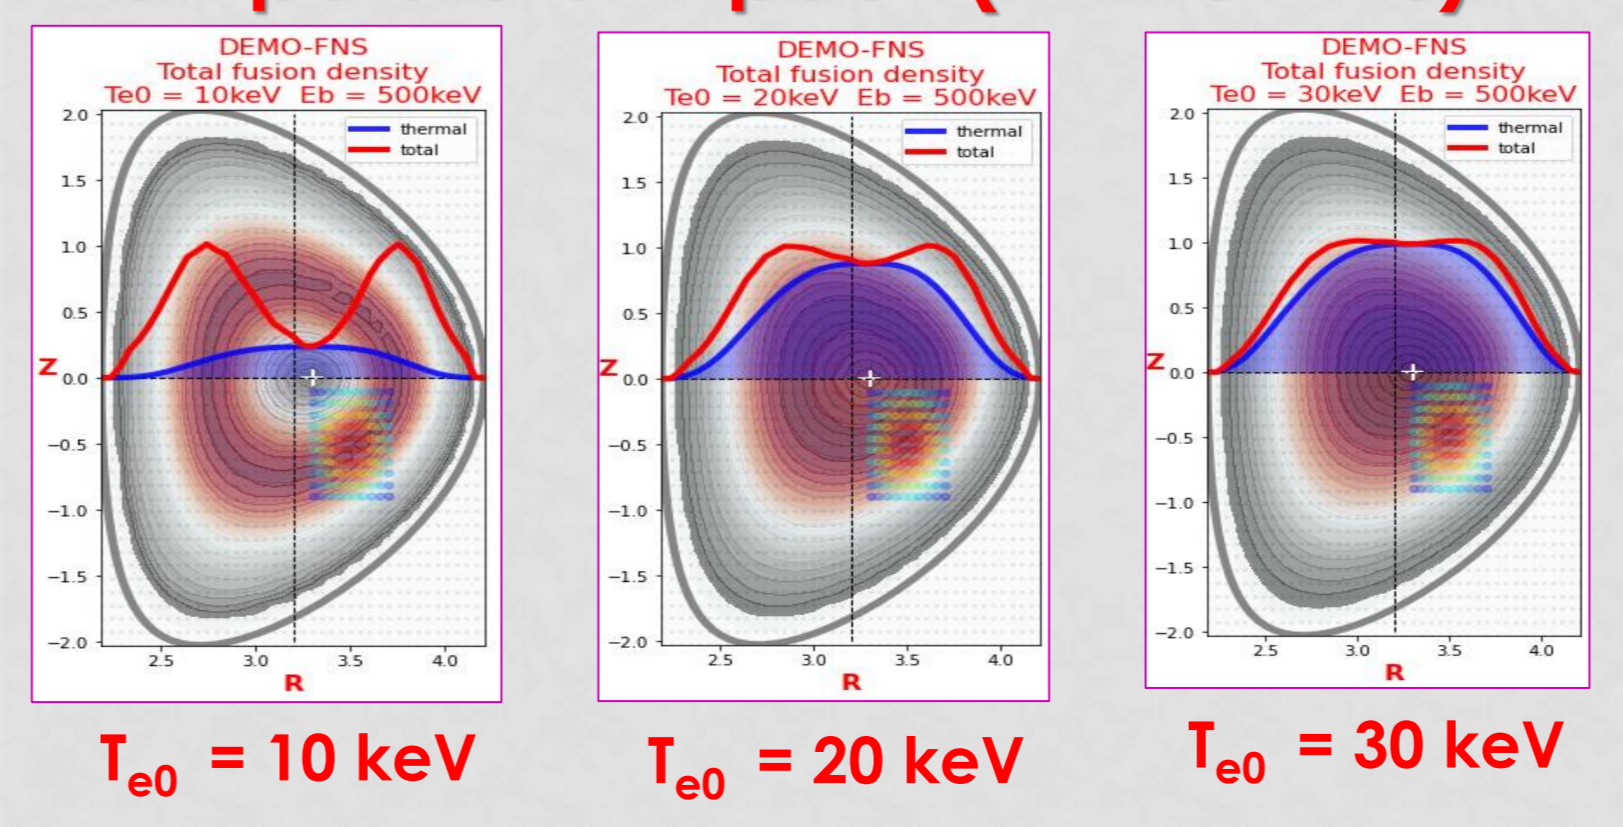 DEMO-FNS
Total fusion density
Te0 = 10keV Eb = 500keV
thermal
total
2.0
1.5
1.0
0.5
0.0
−0.5
−1.0
−1.5
−2.0
Z
2.5 3.0 3.5 4.0
R
T_e0 = 10 keV
DEMO-FNS
Total fusion density
Te0 = 20keV Eb = 500keV
thermal
total
2.0
1.5
1.0
0.5
0.0
−0.5
−1.0
−1.5
−2.0
Z
2.5 3.0 3.5 4.0
R
T_e0 = 20 keV
DEMO-FNS
Total fusion density
Te0 = 30keV Eb = 500keV
thermal
total
2.0
1.5
1.0
0.5
0.0
−0.5
−1.0
−1.5
−2.0
Z
2.5 3.0 3.5 4.0
R
T_e0 = 30 keV